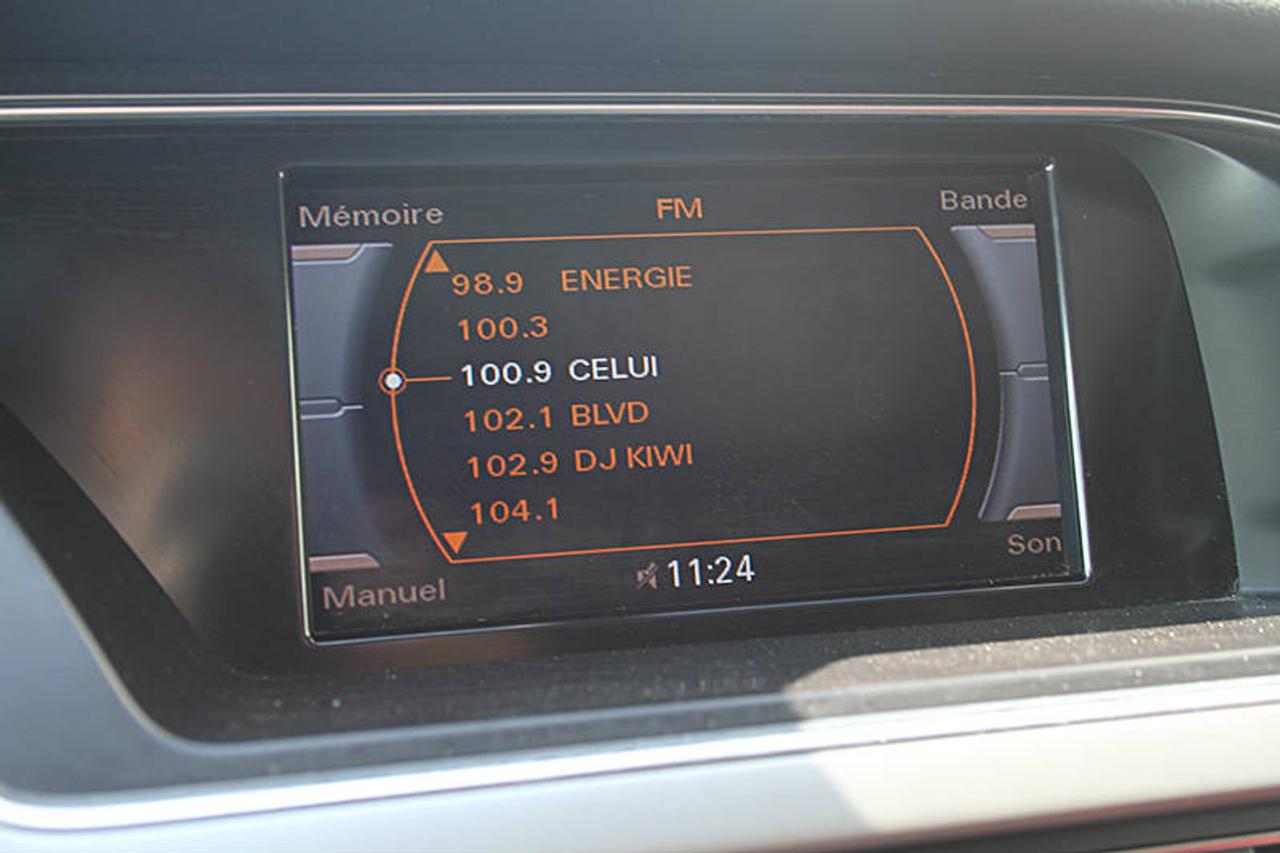 Mémoire FM Bande
98.9 ENERGIE
100.3
100.9 CELUI
102.1 BLVD
102.9 DJ KIWI
104.1
Manuel 11:24 Son